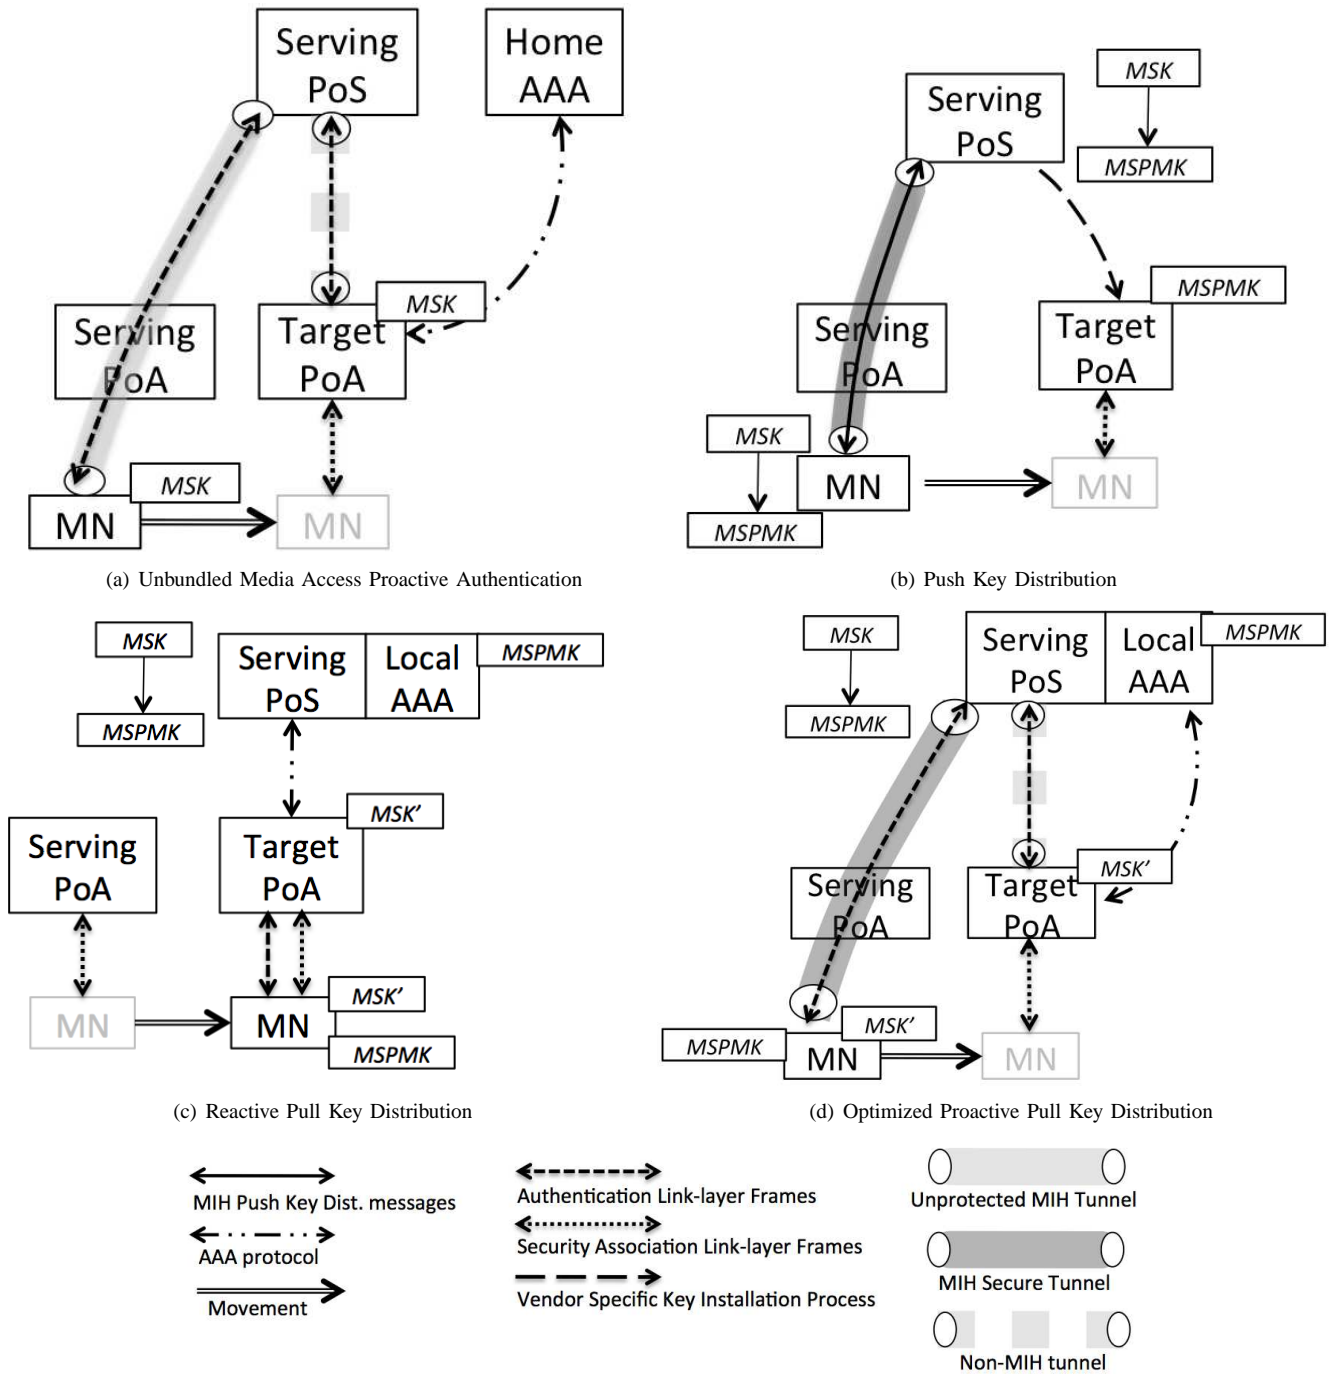 Serving
PoS
Home
AAA
MSK
Serving
PoA
Target
PoA
MSK
MN
MN
(a) Unbundled Media Access Proactive Authentication
MSK
Serving
PoS
MSPMK
MSPMK
Serving
PoA
Target
PoA
MSK
MN
MN
MSPMK
(b) Push Key Distribution
MSK
Serving
PoS
Local
AAA
MSPMK
MSPMK
MSK’
Serving
PoA
Target
PoA
MSK’
MN
MN
MSPMK
(c) Reactive Pull Key Distribution
MSK
Serving
PoS
Local
AAA
MSPMK
MSPMK
MSK’
Serving
PoA
Target
PoA
MSK’
MSPMK
MN
MN
(d) Optimized Proactive Pull Key Distribution
MIH Push Key Dist. messages
AAA protocol
Movement
Authentication Link-layer Frames
Security Association Link-layer Frames
Vendor Specific Key Installation Process
Unprotected MIH Tunnel
MIH Secure Tunnel
Non-MIH tunnel